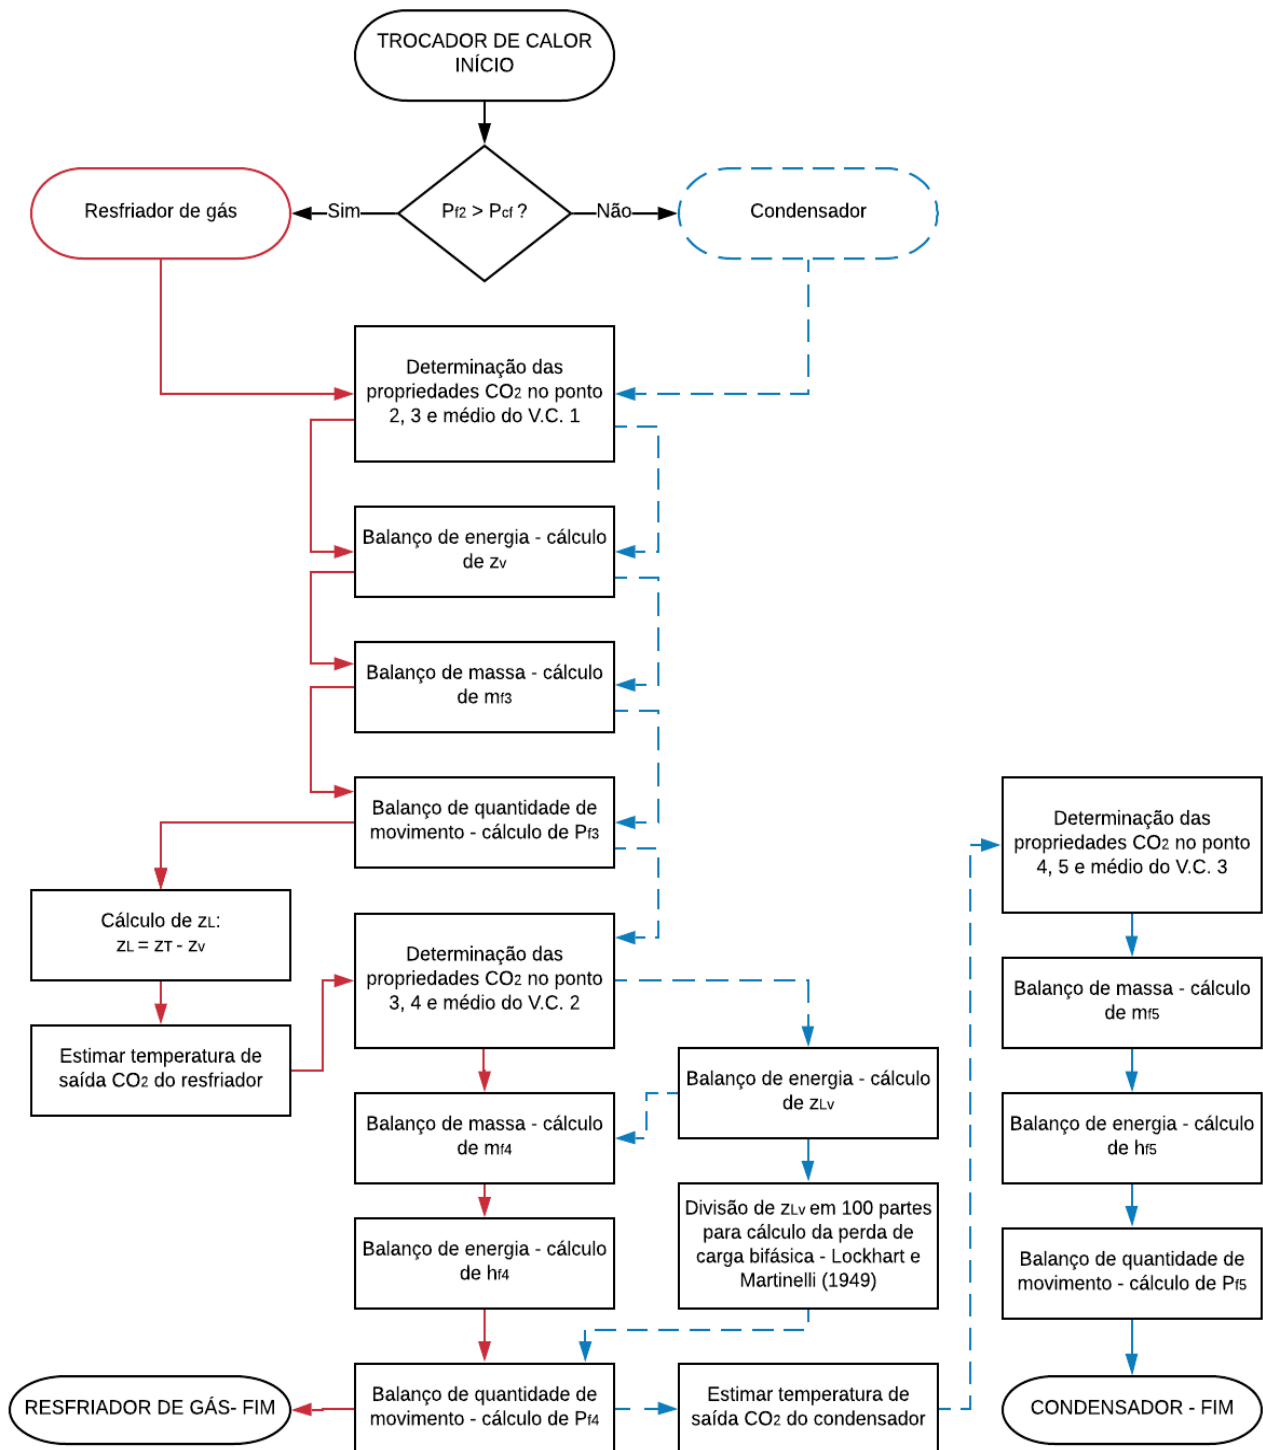 TROCADOR DE CALOR
INÍCIO
Resfriador de gás
Sim
Pf2 > Pcf ?
Não
Condensador
Determinação das
propriedades CO2 no ponto
2, 3 e médio do V.C. 1
Balanço de energia - cálculo
de zv
Balanço de massa - cálculo
de mf3
Balanço de quantidade de
movimento - cálculo de Pf3
Cálculo de zL:
zL = zT - zv
Estimar temperatura de
saída CO2 do resfriador
Determinação das
propriedades CO2 no ponto
3, 4 e médio do V.C. 2
Balanço de massa - cálculo
de mf4
Balanço de energia - cálculo
de hf4
Balanço de quantidade de
movimento - cálculo de Pf4
RESFRIADOR DE GÁS- FIM
Balanço de energia - cálculo
de zLv
Divisão de zLv em 100 partes
para cálculo da perda de
carga bifásica - Lockhart e
Martinelli (1949)
Estimar temperatura de
saída CO2 do condensador
Determinação das
propriedades CO2 no ponto
4, 5 e médio do V.C. 3
Balanço de massa - cálculo
de mf5
Balanço de energia - cálculo
de hf5
Balanço de quantidade de
movimento - cálculo de Pf5
CONDENSADOR - FIM